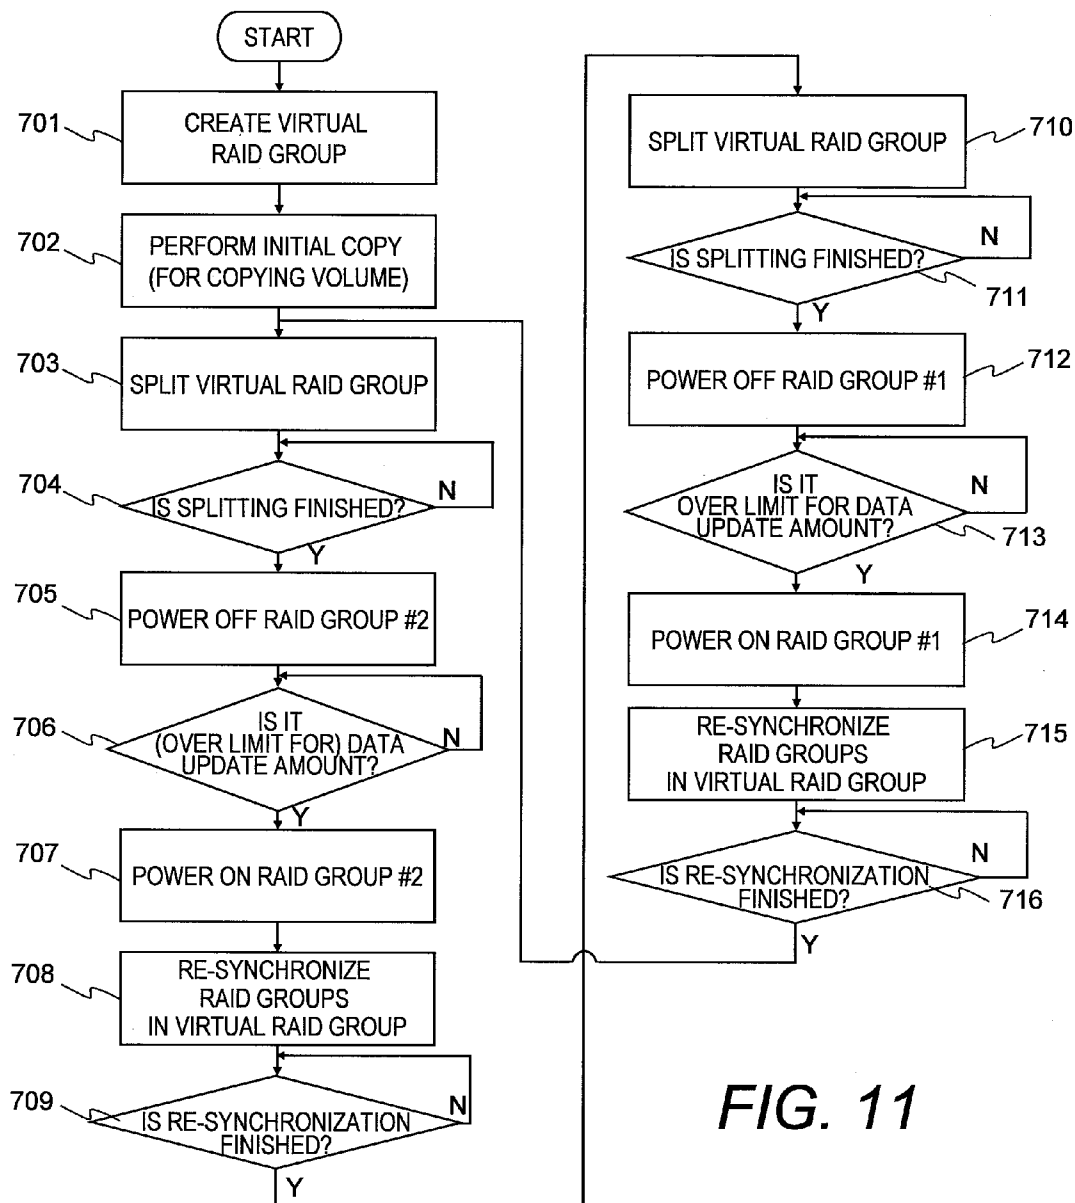 START
701
CREATE VIRTUAL
RAID GROUP
702
PERFORM INITIAL COPY
(FOR COPYING VOLUME)
703
SPLIT VIRTUAL RAID GROUP
704
IS SPLITTING FINISHED?
N
Y
705
POWER OFF RAID GROUP #2
706
IS IT
(OVER LIMIT FOR) DATA
UPDATE AMOUNT?
N
Y
707
POWER ON RAID GROUP #2
708
RE-SYNCHRONIZE
RAID GROUPS
IN VIRTUAL RAID GROUP
709
IS RE-SYNCHRONIZATION
FINISHED?
N
Y
710
SPLIT VIRTUAL RAID GROUP
IS SPLITTING FINISHED?
N
711
Y
712
POWER OFF RAID GROUP #1
IS IT
OVER LIMIT FOR DATA
UPDATE AMOUNT?
N
713
Y
714
POWER ON RAID GROUP #1
715
RE-SYNCHRONIZE
RAID GROUPS
IN VIRTUAL RAID GROUP
IS RE-SYNCHRONIZATION
FINISHED?
N
716
Y
FIG. 11